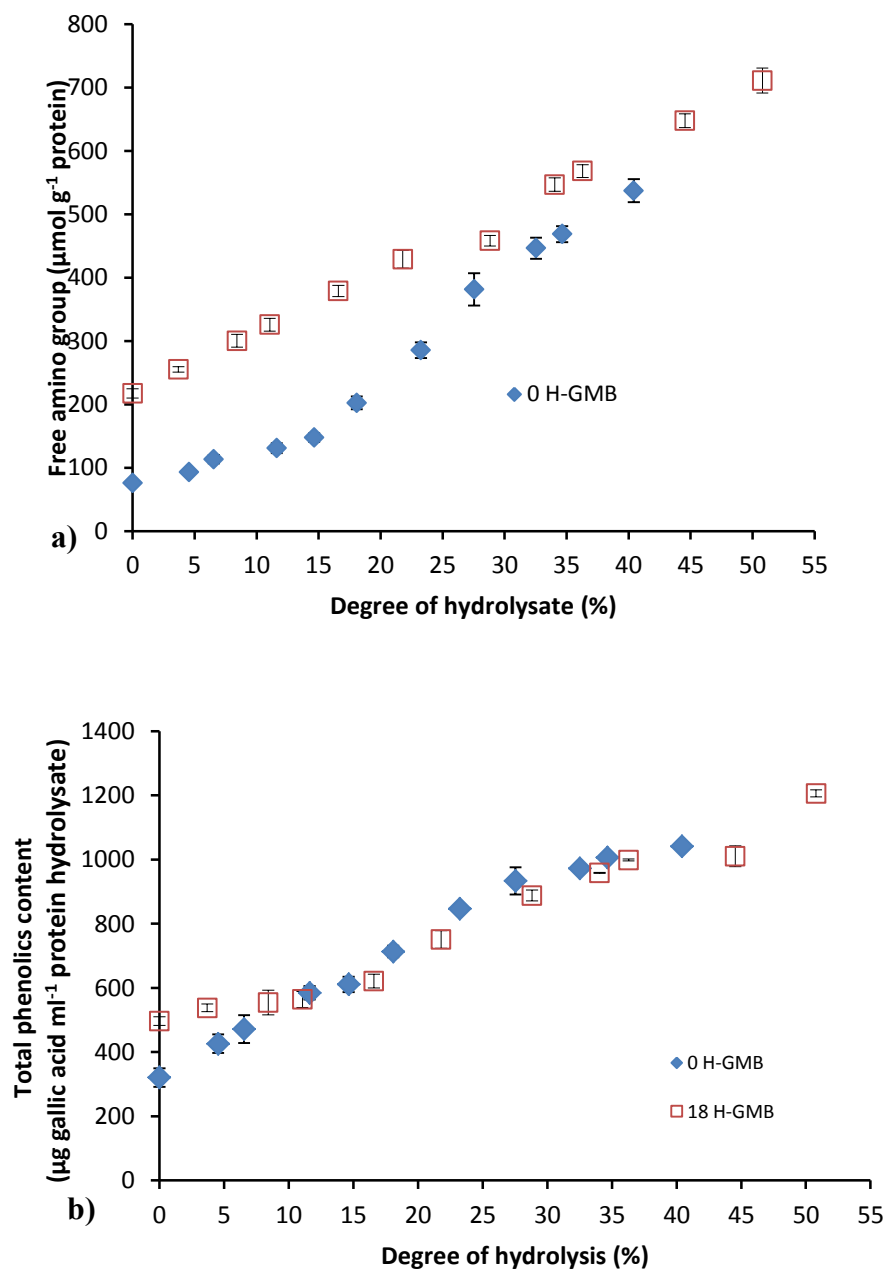 Free amino group (µmol g⁻¹ protein)
800
700
600
500
400
300
200
100
0
0 H-GMB
a)
0 5 10 15 20 25 30 35 40 45 50 55
Degree of hydrolysate (%)
Total phenolics content
(µg gallic acid ml⁻¹ protein hydrolysate)
1400
1200
1000
800
600
400
200
0
0 H-GMB
18 H-GMB
b)
0 5 10 15 20 25 30 35 40 45 50 55
Degree of hydrolysis (%)